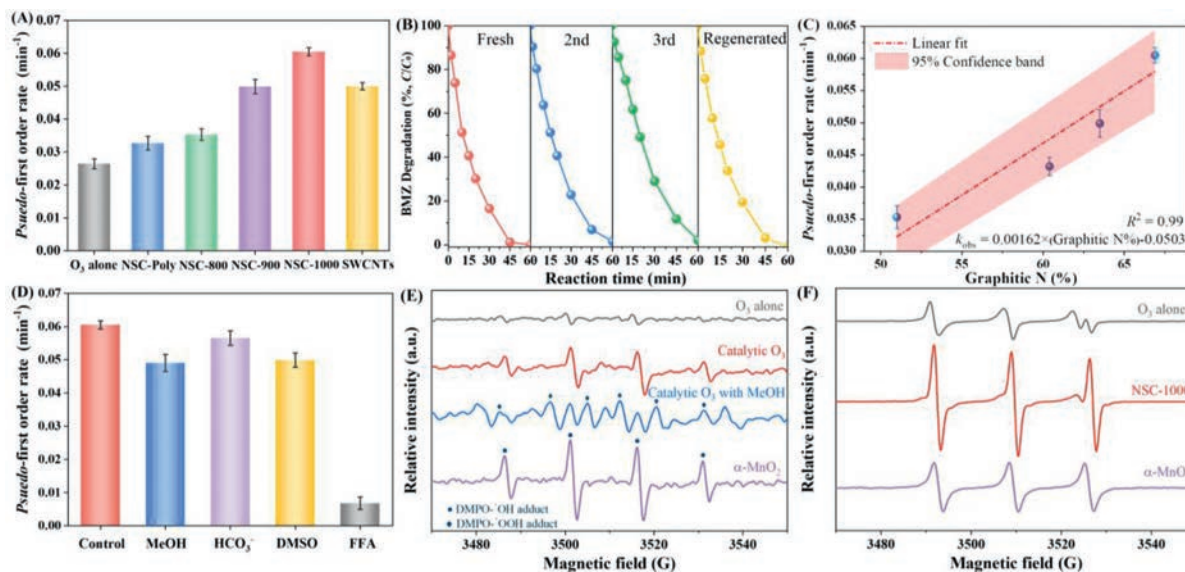 (A)
Psuedo-first order rate (min⁻¹)
0.07
0.06
0.05
0.04
0.03
0.02
0.01
0.00
O₃ alone NSC-Poly NSC-800 NSC-900 NSC-1000 SWCNTs
(B)
BMZ Degradation (%, C/C₀)
100
80
60
40
20
0
Fresh 2nd 3rd Regenerated
0 15 30 45 60 15 30 45 60 15 30 45 60 15 30 45 60
Reaction time (min)
(C)
Psuedo-first order rate (min⁻¹)
0.065
0.060
0.055
0.050
0.045
0.040
0.035
0.030
Linear fit
95% Confidence band
R² = 0.99
k_obs = 0.00162×(Graphitic N%)-0.0503
50 55 60 65
Graphitic N (%)
(D)
Psuedo-first order rate (min⁻¹)
0.07
0.06
0.05
0.04
0.03
0.02
0.01
0.00
Control MeOH HCO₃⁻ DMSO FFA
(E)
Relative intensity (a.u.)
O₃ alone
Catalytic O₃
Catalytic O₃ with MeOH
α-MnO₂
DMPO-·OH adduct
DMPO-·OOH adduct
3480 3500 3520 3540
Magnetic field (G)
(F)
Relative intensity (a.u.)
O₃ alone
NSC-1000
α-MnO
3480 3500 3520 3540
Magnetic field (G)